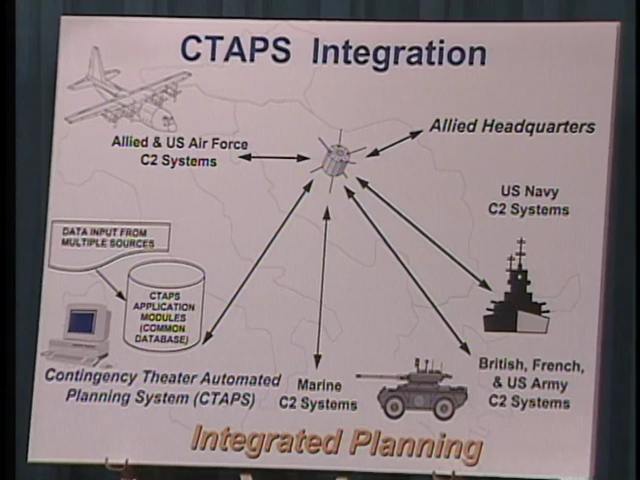 CTAPS Integration
Allied & US Air Force
C2 Systems
Allied Headquarters
US Navy
C2 Systems
DATA INPUT FROM
MULTIPLE SOURCES
CTAPS
APPLICATION
MODULES
(COMMON
DATABASE)
Contingency Theater Automated
Planning System (CTAPS)
Marine
C2 Systems
British, French,
& US Army
C2 Systems
Integrated Planning